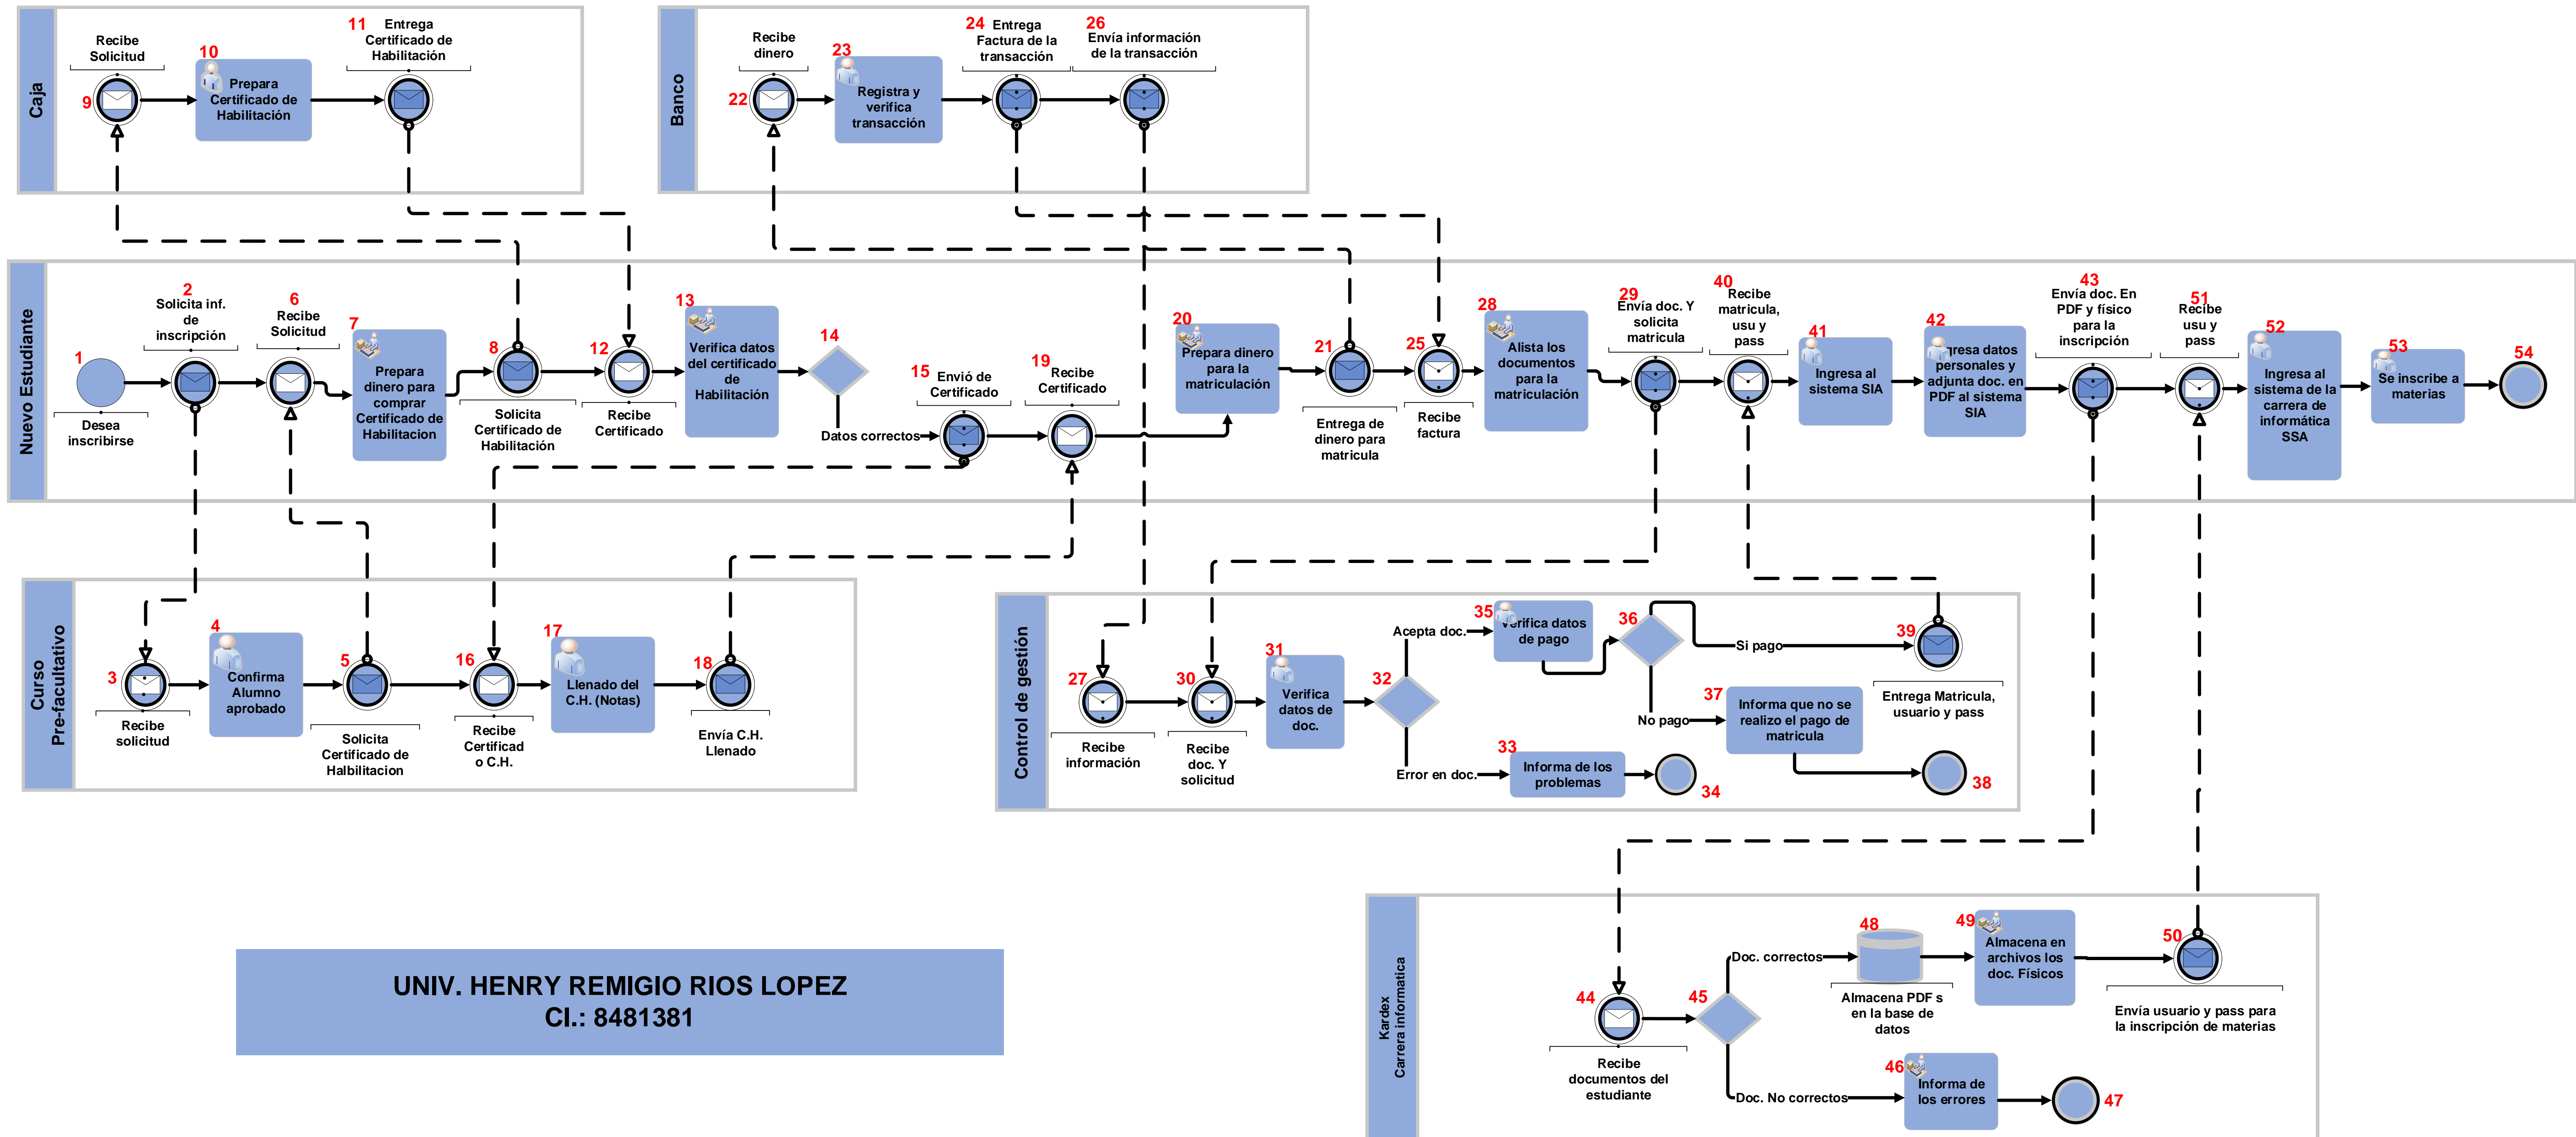 Caja
9
Recibe
Solicitud
10
Prepara
Certificado de
Habilitación
11
Entrega
Certificado de
Habilitación
Banco
22
Recibe
dinero
23
Registra y
verifica
transacción
24
Entrega
Factura de la
transacción
26
Envía información
de la transacción
Nuevo Estudiante
1
Desea
inscribirse
2
Solicita inf.
de
inscripción
6
Recibe
Solicitud
7
Prepara
dinero para
comprar
Certificado de
Habilitacion
8
Solicita
Certificado de
Habilitación
12
Recibe
Certificado
13
Verifica datos
del certificado
de
Habilitación
14
Datos correctos
15
Envió de
Certificado
19
Recibe
Certificado
20
Prepara dinero
para la
matriculación
21
Entrega de
dinero para
matricula
25
Recibe
factura
28
Alista los
documentos
para la
matriculación
29
Envía doc. Y
solicita
matricula
40
Recibe
matricula,
usu y
pass
41
Ingresa al
sistema SIA
42
resa datos
personales y
adjunta doc. en
PDF al sistema
SIA
43
Envía doc. En
PDF y físico
para la
inscripción
51
Recibe
usu y
pass
52
Ingresa al
sistema de la
carrera de
informática
SSA
53
Se inscribe a
materias
54
Curso
Pre-facultativo
3
Recibe
solicitud
4
Confirma
Alumno
aprobado
5
Solicita
Certificado de
Halbilitacion
16
Recibe
Certificad
o C.H.
17
Llenado del
C.H. (Notas)
18
Envía C.H.
Llenado
Control de gestión
27
Recibe
información
30
Recibe
doc. Y
solicitud
31
Verifica
datos de
doc.
32
Acepta doc.
Error en doc.
33
Informa de los
problemas
34
35
Verifica datos
de pago
36
Si pago
No pago
37
Informa que no se
realizo el pago de
matricula
38
39
Entrega Matricula,
usuario y pass
Kardex
Carrera informatica
44
Recibe
documentos del
estudiante
45
Doc. correctos
Doc. No correctos
46
Informa de
los errores
47
48
Almacena PDF s
en la base de
datos
49
Almacena en
archivos los
doc. Físicos
50
Envía usuario y pass para
la inscripción de materias
UNIV. HENRY REMIGIO RIOS LOPEZ
CI.: 8481381